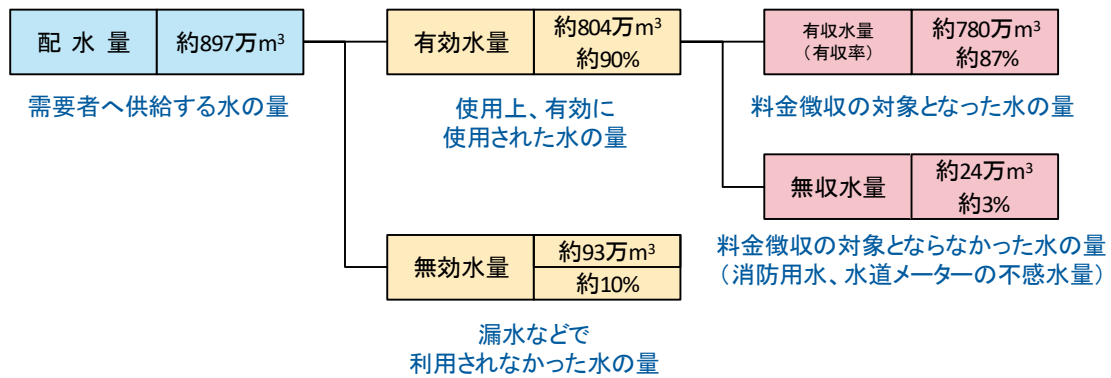 配水量
約897万m³
需要者へ供給する水の量
有効水量
約804万m³
約90%
使用上、有効に
使用された水の量
有収水量
（有収率）
約780万m³
約87%
料金徴収の対象となった水の量
無収水量
約24万m³
約3%
料金徴収の対象とならなかった水の量
（消防用水、水道メーターの不感水量）
無効水量
約93万m³
約10%
漏水などで
利用されなかった水の量